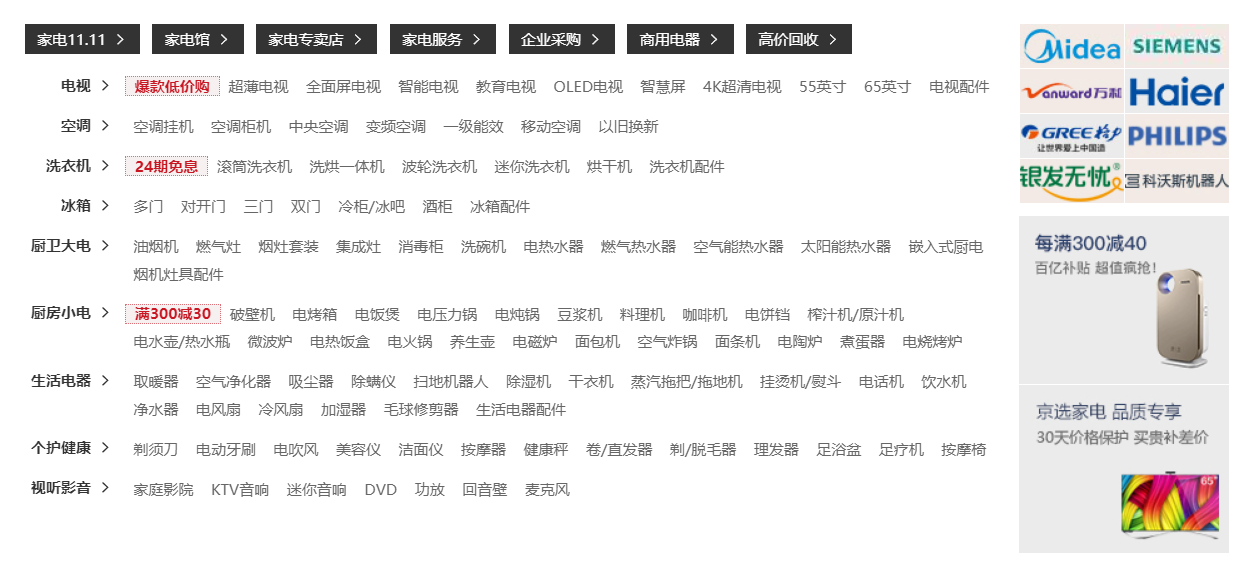 家电11.11 > 家电馆 > 家电专卖店 > 家电服务 > 企业采购 > 商用电器 > 高价回收 >
电视 > 爆款低价购 超薄电视 全面屏电视 智能电视 教育电视 OLED电视 智慧屏 4K超清电视 55英寸 65英寸 电视配件
空调 > 空调挂机 空调柜机 中央空调 变频空调 一级能效 移动空调 以旧换新
洗衣机 > 24期免息 滚筒洗衣机 洗烘一体机 波轮洗衣机 迷你洗衣机 烘干机 洗衣机配件
冰箱 > 多门 对开门 三门 双门 冷柜/冰吧 酒柜 冰箱配件
厨卫大电 > 油烟机 燃气灶 烟灶套装 集成灶 消毒柜 洗碗机 电热水器 燃气热水器 空气能热水器 太阳能热水器 嵌入式厨电
烟机灶具配件
厨房小电 > 满300减30 破壁机 电烤箱 电饭煲 电压力锅 电炖锅 豆浆机 料理机 咖啡机 电饼铛 榨汁机/原汁机
电水壶/热水瓶 微波炉 电热饭盒 电火锅 养生壶 电磁炉 面包机 空气炸锅 面条机 电陶炉 煮蛋器 电烧烤炉
生活电器 > 取暖器 空气净化器 吸尘器 除螨仪 扫地机器人 除湿机 干衣机 蒸汽拖把/拖地机 挂烫机/熨斗 电话机 饮水机
净水器 电风扇 冷风扇 加湿器 毛球修剪器 生活电器配件
个护健康 > 剃须刀 电动牙刷 电吹风 美容仪 洁面仪 按摩器 健康秤 卷/直发器 剃/脱毛器 理发器 足浴盆 足疗机 按摩椅
视听影音 > 家庭影院 KTV音响 迷你音响 DVD 功放 回音壁 麦克风
Midea SIEMENS
Vanward万和 Haier
GREE格力 PHILIPS
让世界爱上中国造
银发无忧® 科沃斯机器人
每满300减40
百亿补贴 超值疯抢!
京选家电 品质专享
30天价格保护 买贵补差价
65"